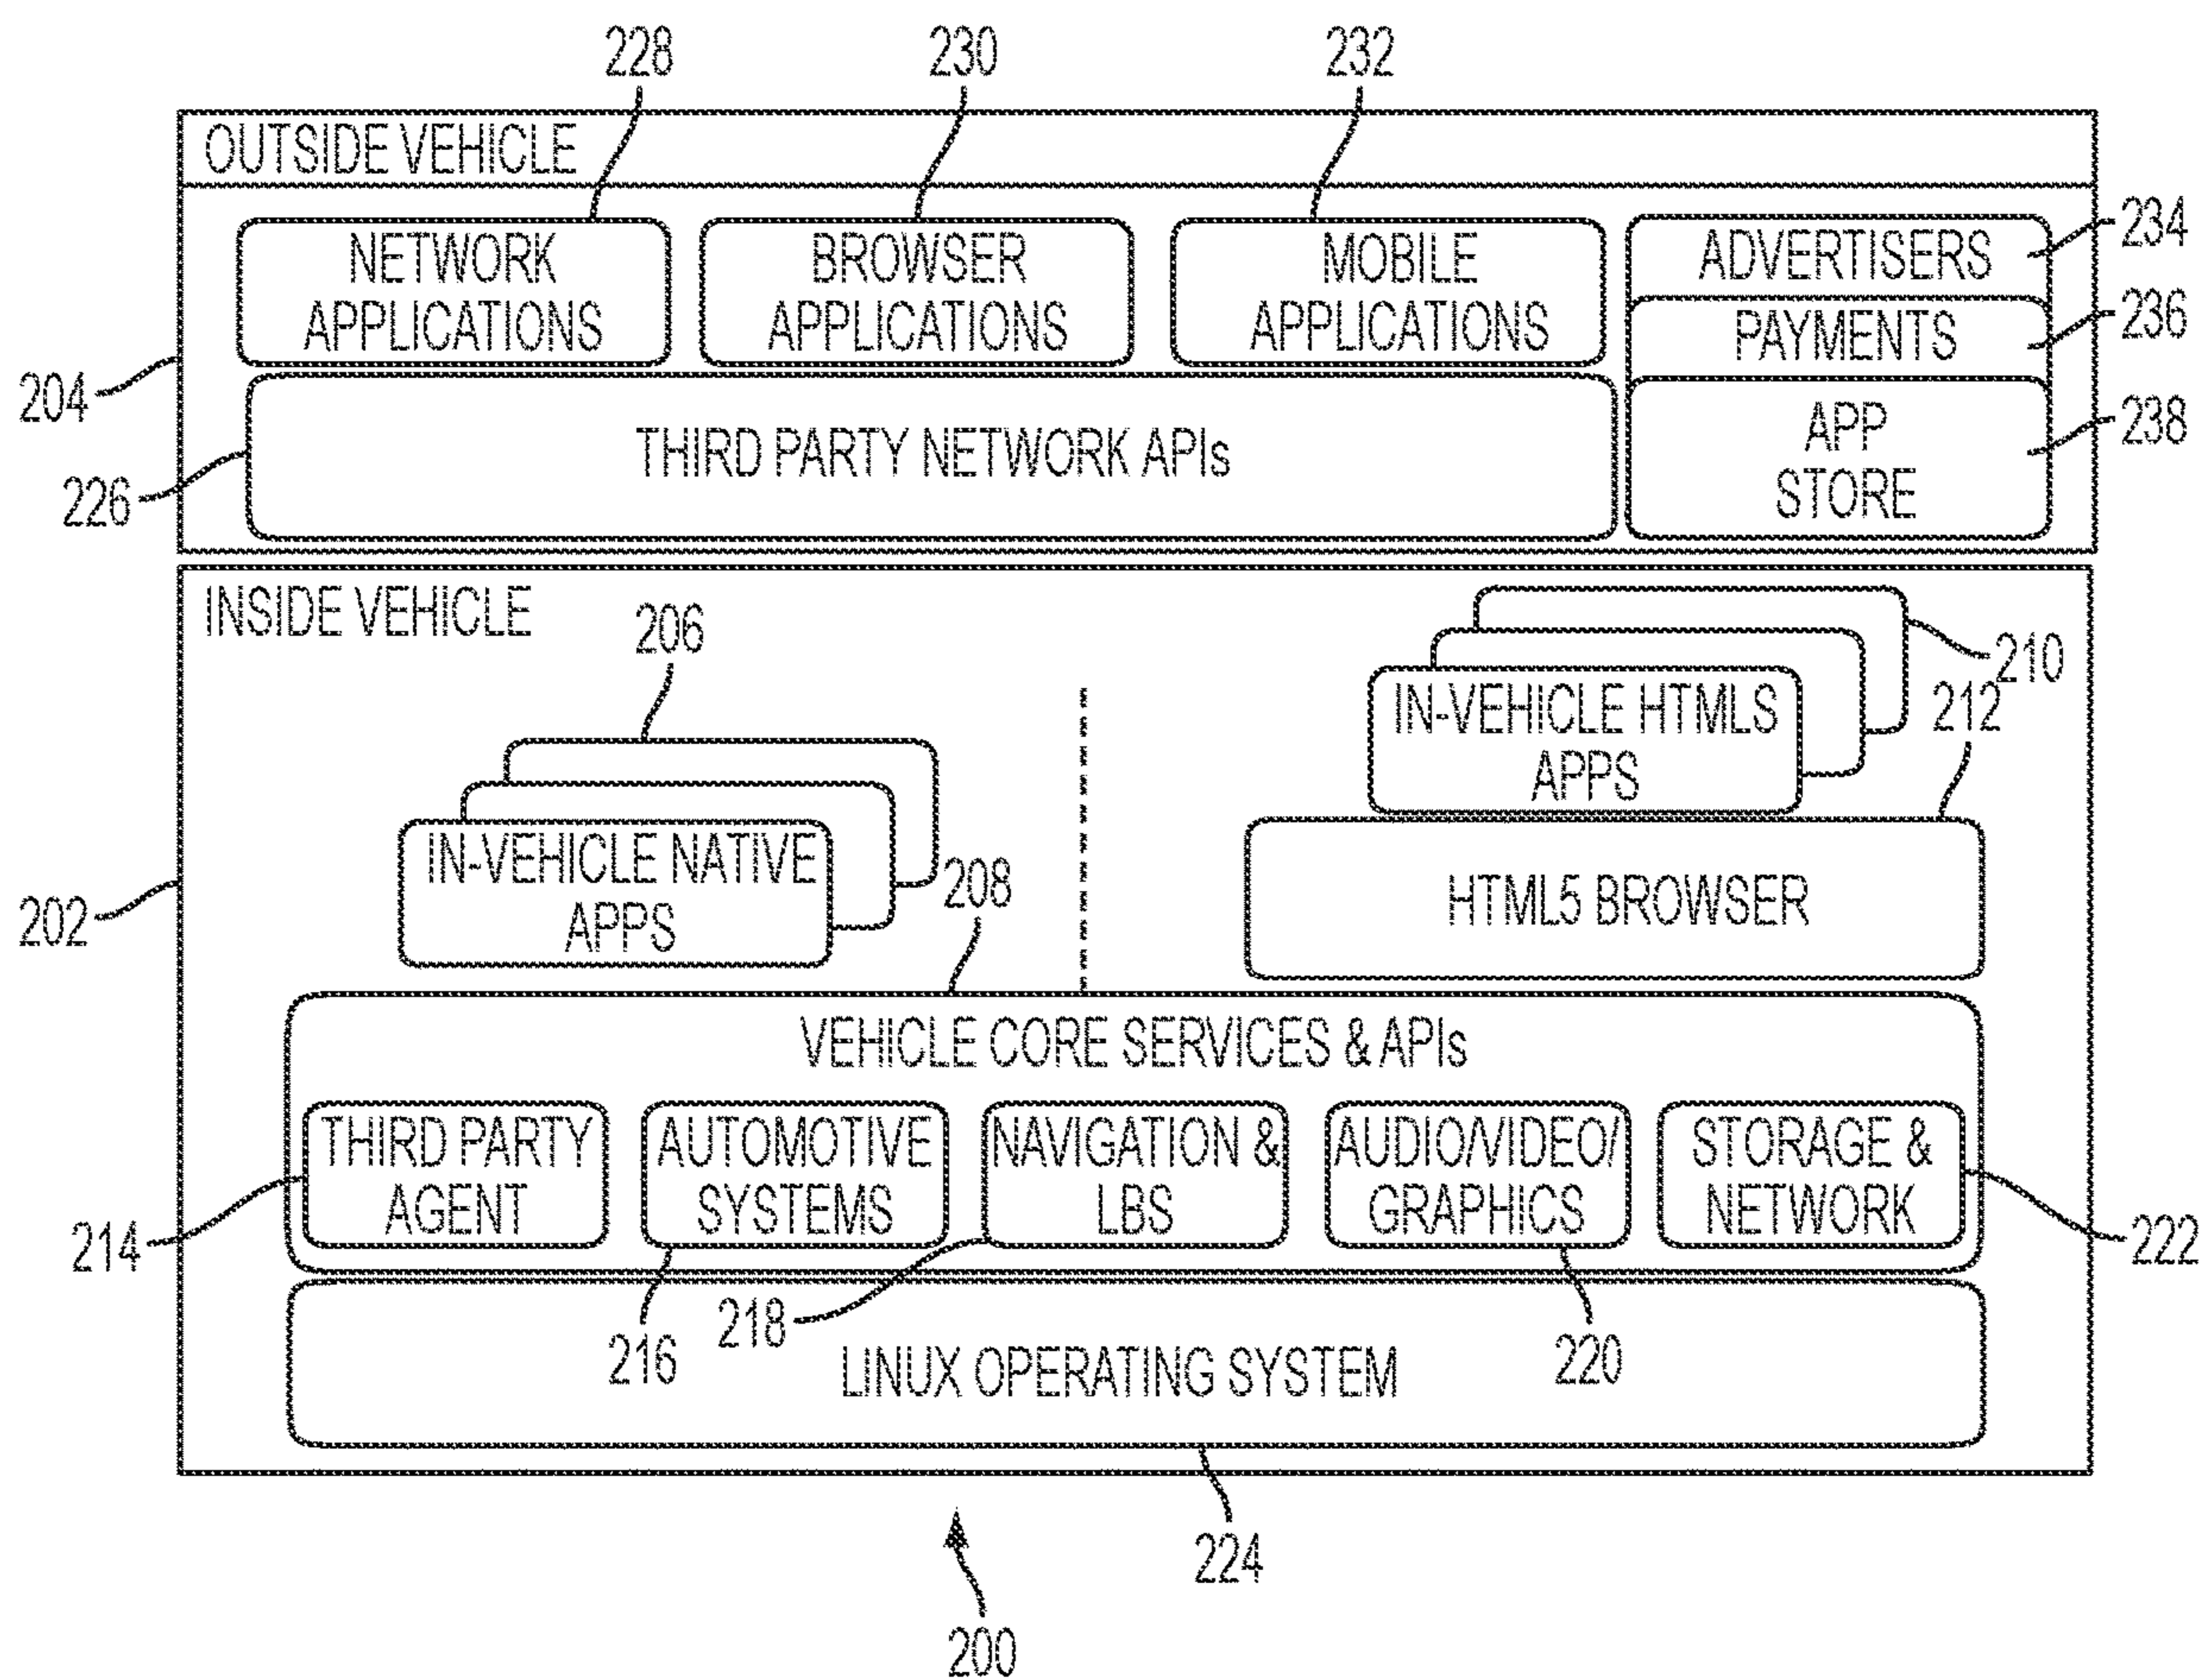 228
230
232
OUTSIDE VEHICLE
NETWORK
APPLICATIONS
BROWSER
APPLICATIONS
MOBILE
APPLICATIONS
ADVERTISERS
234
PAYMENTS
236
204
THIRD PARTY NETWORK APIs
APP
STORE
238
226
INSIDE VEHICLE
206
210
IN-VEHICLE HTMLS
APPS
212
IN-VEHICLE NATIVE
APPS
208
HTML5 BROWSER
202
VEHICLE CORE SERVICES & APIs
THIRD PARTY
AGENT
AUTOMOTIVE
SYSTEMS
NAVIGATION &
LBS
AUDIO/VIDEO/
GRAPHICS
STORAGE &
NETWORK
214
222
216
218
220
LINUX OPERATING SYSTEM
224
200